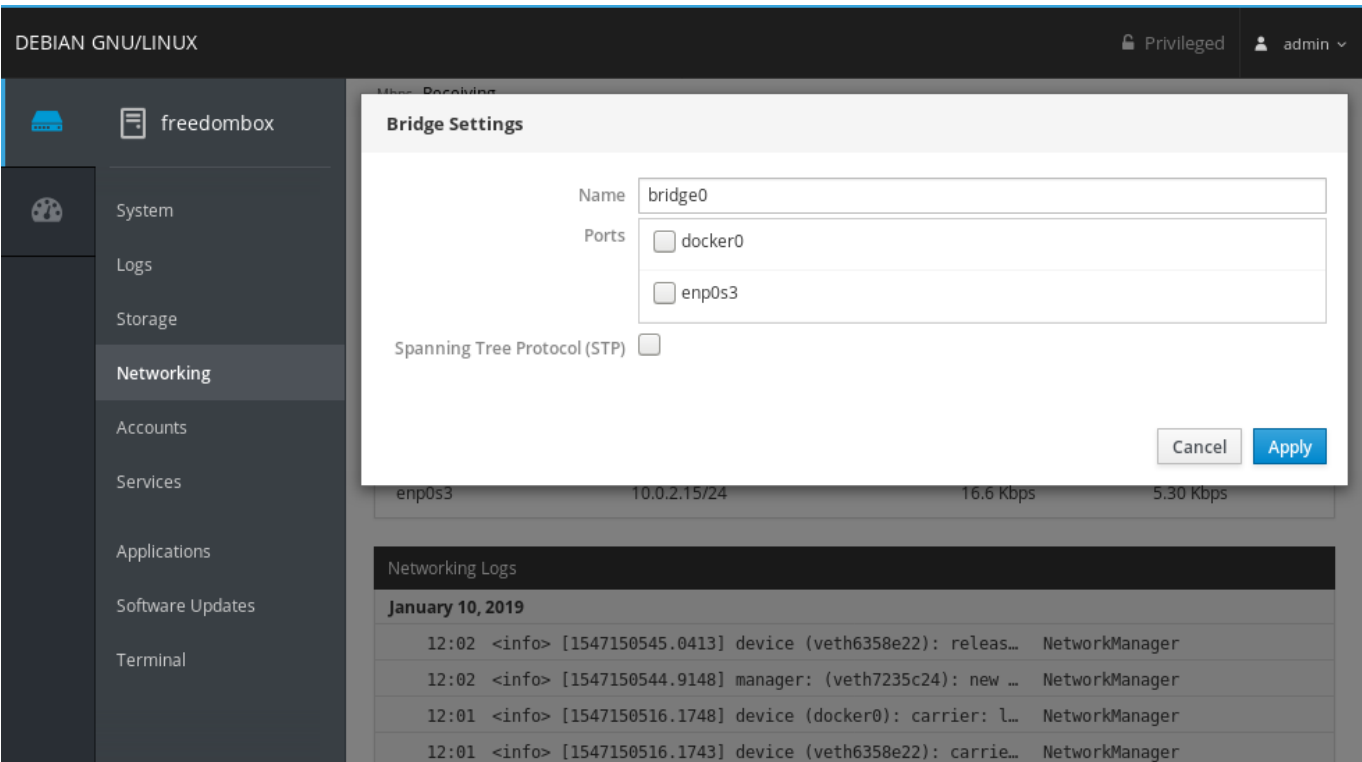 DEBIAN GNU/LINUX
Privileged
admin
freedombox
System
Logs
Storage
Networking
Accounts
Services
Applications
Software Updates
Terminal
Mbps Receiving
Bridge Settings
Name bridge0
Ports docker0
enp0s3
Spanning Tree Protocol (STP)
Cancel Apply
enp0s3 10.0.2.15/24 16.6 Kbps 5.30 Kbps
Networking Logs
January 10, 2019
12:02 <info> [1547150545.0413] device (veth6358e22): releas… NetworkManager
12:02 <info> [1547150544.9148] manager: (veth7235c24): new … NetworkManager
12:01 <info> [1547150516.1748] device (docker0): carrier: l… NetworkManager
12:01 <info> [1547150516.1743] device (veth6358e22): carrie… NetworkManager